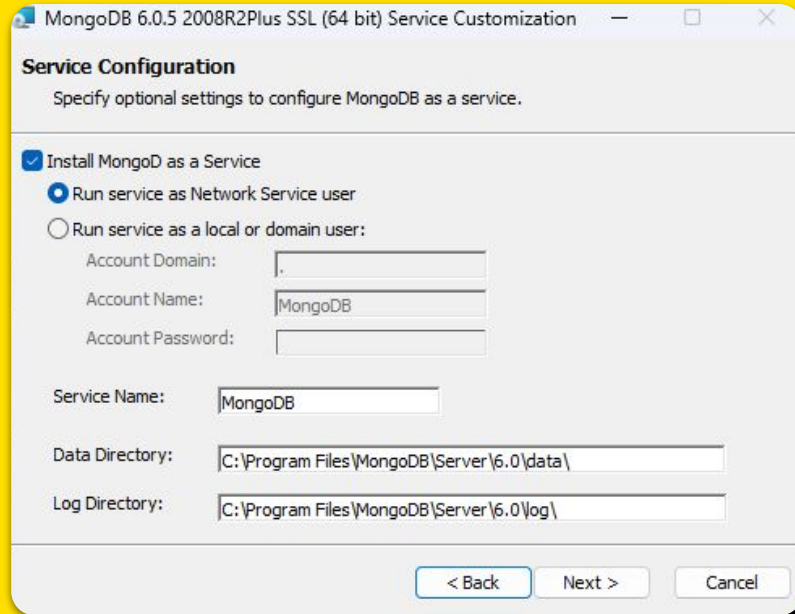 MongoDB 6.0.5 2008R2Plus SSL (64 bit) Service Customization
Service Configuration
Specify optional settings to configure MongoDB as a service.
Install MongoD as a Service
Run service as Network Service user
Run service as a local or domain user:
Account Domain: .
Account Name: MongoDB
Account Password:
Service Name: MongoDB
Data Directory: C:\Program Files\MongoDB\Server\6.0\data\
Log Directory: C:\Program Files\MongoDB\Server\6.0\log\
< Back Next > Cancel